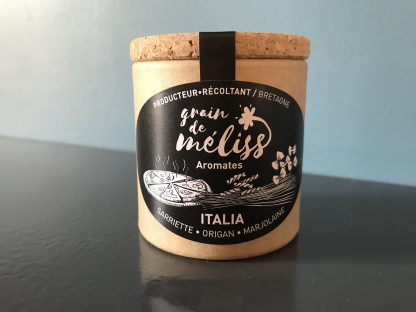 PRODUCTEUR•RÉCOLTANT / BRETAGNE
grain
de
méliss
Aromates
ITALIA
SARRIETTE • ORIGAN • MARJOLAINE